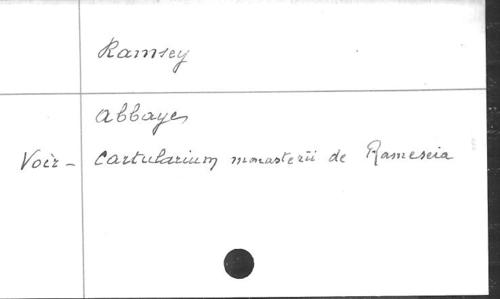 Ramsey
Abbaye
Voir - Cartularium monasterii de Rameseia